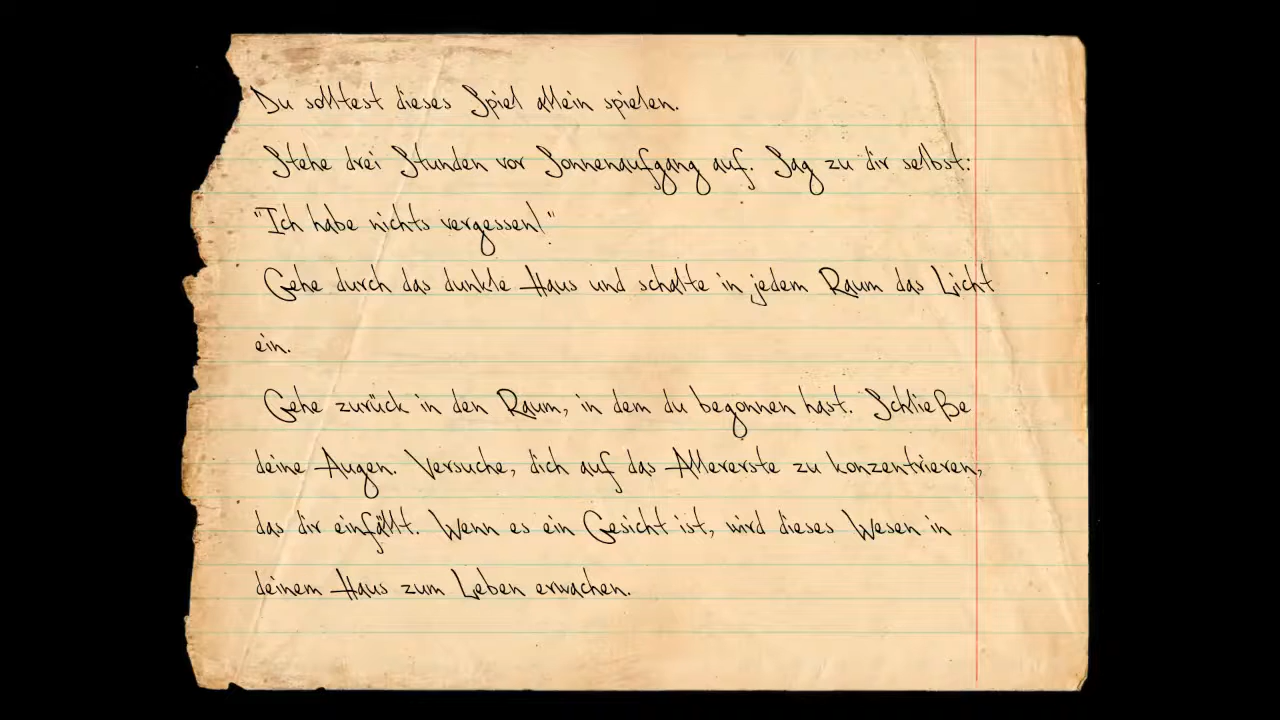 Du solltest dieses Spiel allein spielen.
Stehe drei Stunden vor Sonnenaufgang auf. Sag zu dir selbst:
"Ich habe nichts vergessen!"
Gehe durch das dunkle Haus und schalte in jedem Raum das Licht
ein.
Gehe zurück in den Raum, in dem du begonnen hast. Schließe
deine Augen. Versuche, dich auf das Allererste zu konzentrieren,
das dir einfällt. Wenn es ein Gesicht ist, wird dieses Wesen in
deinem Haus zum Leben erwachen.